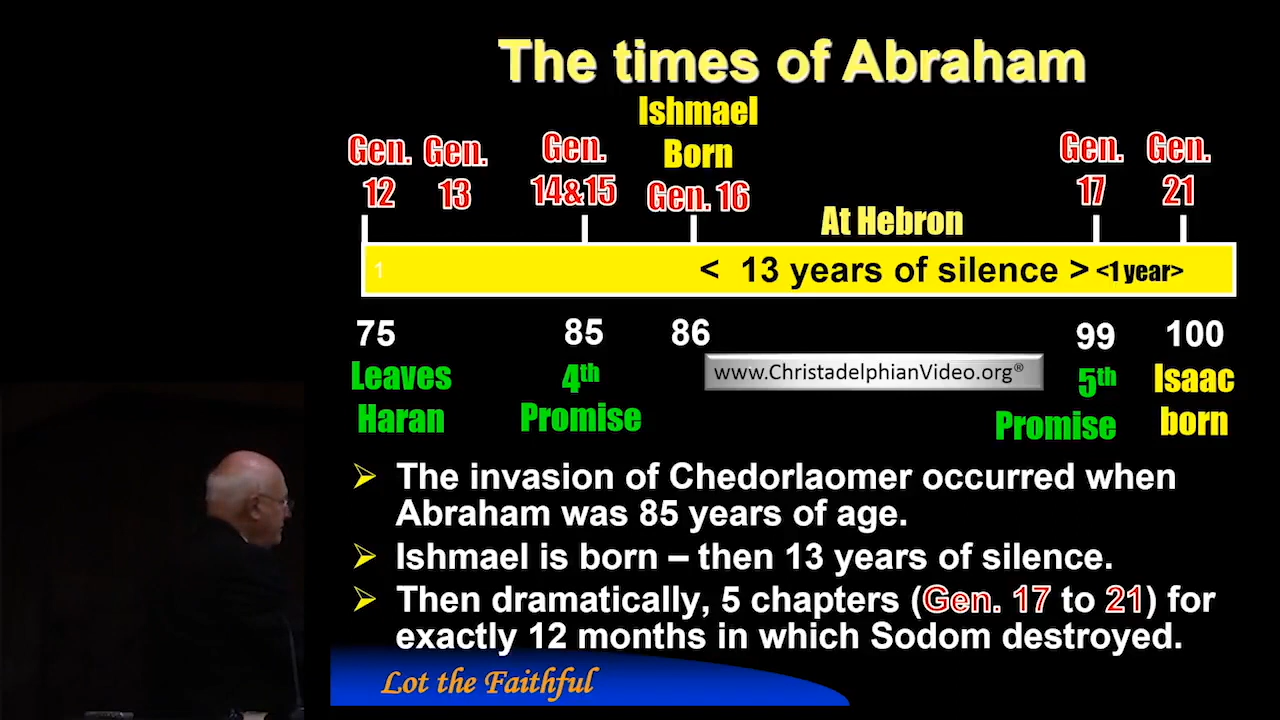 The times of Abraham
Ishmael
Born
Gen. 16
Gen.
12
Gen.
13
Gen.
14&15
Gen.
17
Gen.
21
At Hebron
1
< 13 years of silence > <1 year>
75
85
86
99
100
Leaves
Haran
4th
Promise
www.ChristadelphianVideo.org®
5th
Promise
Isaac
born
➢ The invasion of Chedorlaomer occurred when
Abraham was 85 years of age.
➢ Ishmael is born – then 13 years of silence.
➢ Then dramatically, 5 chapters (Gen. 17 to 21) for
exactly 12 months in which Sodom destroyed.
Lot the Faithful